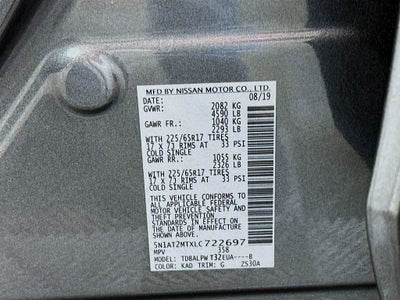 MFD BY NISSAN MOTOR CO., LTD.
DATE: 08/19
GVWR: 2082 KG
4590 LB
GAWR FR.: 1040 KG
2293 LB
WITH 225/65R17 TIRES
17 X 7J RIMS AT 33 PSI
COLD SINGLE
GAWR RR.: 1055 KG
2326 LB
WITH 225/65R17 TIRES
17 X 7J RIMS AT 33 PSI
COLD SINGLE
THIS VEHICLE CONFORMS TO
ALL APPLICABLE FEDERAL
MOTOR VEHICLE SAFETY AND
THEFT PREVENTION
STANDARDS IN EFFECT ON
THE DATE OF MANUFACTURE
SHOWN ABOVE.
5N1AT2MTXLC722697
MPV 358
MODEL: TDBALPW T32EUA----B
COLOR: KAD TRIM: G ZS30A